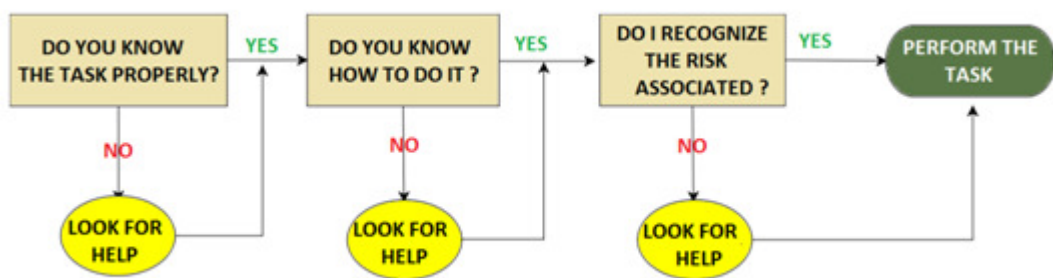 DO YOU KNOW
THE TASK PROPERLY?
YES
DO YOU KNOW
HOW TO DO IT ?
YES
DO I RECOGNIZE
THE RISK
ASSOCIATED ?
YES
PERFORM THE
TASK
NO
NO
NO
LOOK FOR
HELP
LOOK FOR
HELP
LOOK FOR
HELP